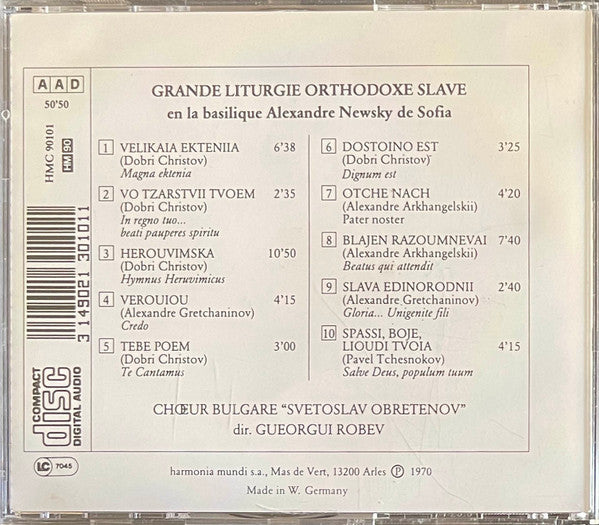 AAD
50'50
HMC 90101
HM 90
3 149021 301011
COMPACT
disc
DIGITAL AUDIO
LC 7045
GRANDE LITURGIE ORTHODOXE SLAVE
en la basilique Alexandre Newsky de Sofia
1 VELIKAIA EKTENIIA 6'38
(Dobri Christov)
Magna ektenia
2 VO TZARSTVII TVOEM 2'35
(Dobri Christov)
In regno tuo...
beati pauperes spiritu
3 HEROUVIMSKA 10'50
(Dobri Christov)
Hymnus Heruvimicus
4 VEROUIOU 4'15
(Alexandre Gretchaninov)
Credo
5 TEBE POEM 3'00
(Dobri Christov)
Te Cantamus
6 DOSTOINO EST 3'25
(Dobri Christov)
Dignum est
7 OTCHE NACH 4'20
(Alexandre Arkhangelskii)
Pater noster
8 BLAJEN RAZOUMNEVAI 7'40
(Alexandre Arkhangelskii)
Beatus qui attendit
9 SLAVA EDINORODNII 2'40
(Alexandre Gretchaninov)
Gloria... Unigenite fili
10 SPASSI, BOJE,
LIOUDI TVOIA 4'15
(Pavel Tchesnokov)
Salve Deus, populum tuum
CHŒUR BULGARE "SVETOSLAV OBRETENOV"
dir. GUEORGUI ROBEV
harmonia mundi s.a., Mas de Vert, 13200 Arles ℗ 1970
Made in W. Germany